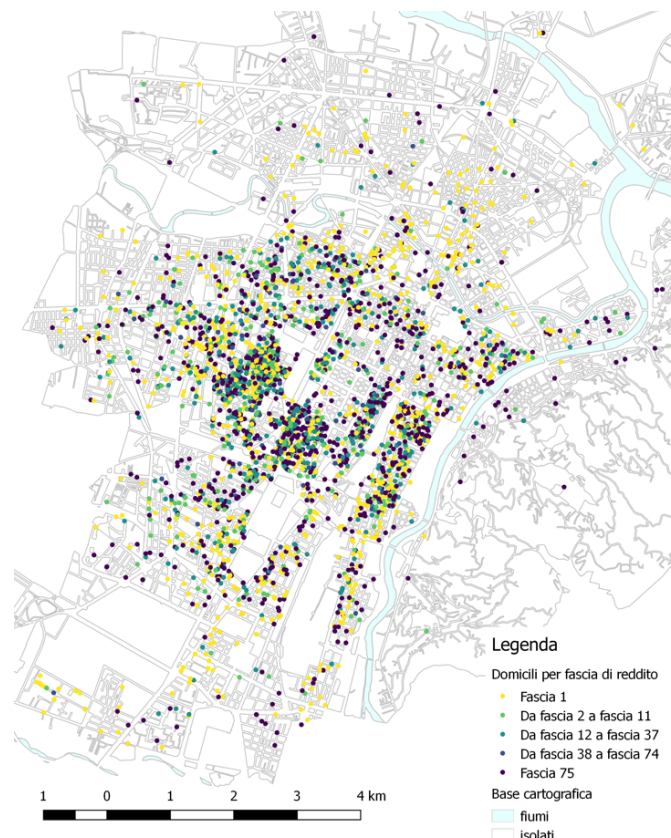 Legenda
Domicili per fascia di reddito
Fascia 1
Da fascia 2 a fascia 11
Da fascia 12 a fascia 37
Da fascia 38 a fascia 74
Fascia 75
Base cartografica
fiumi
isolati
1 0 1 2 3 4 km